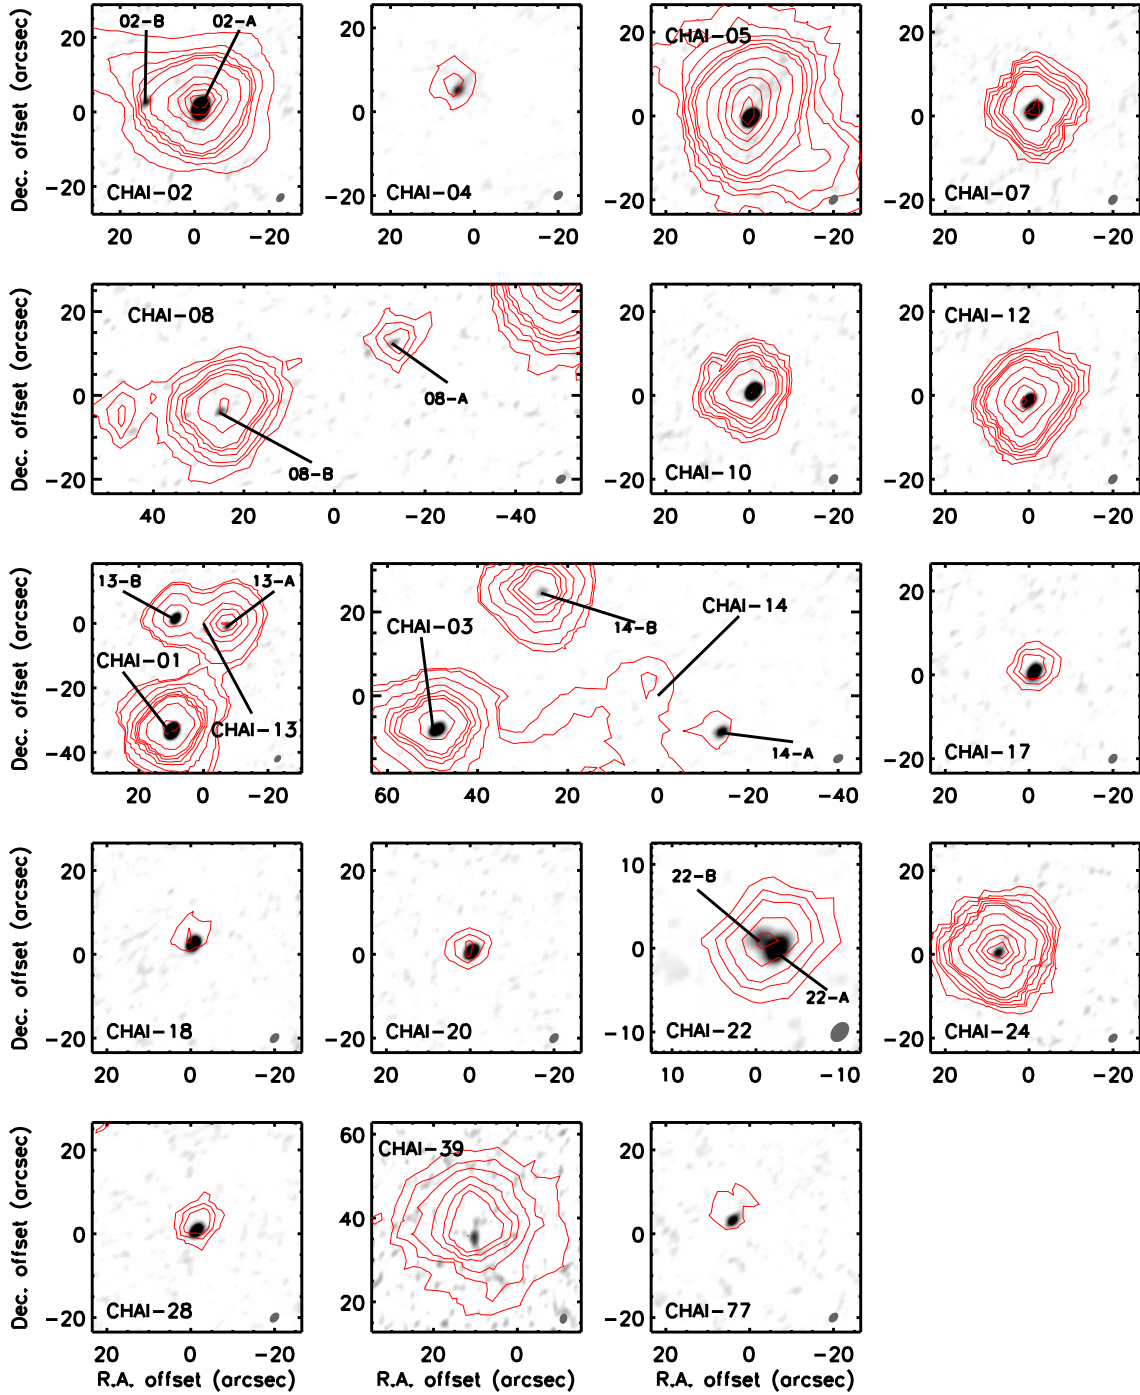 02-B 02-A
CHAI-02
CHAI-04
CHAI-05
CHAI-07
Dec. offset (arcsec)
20
0
-20
20
0
-20
20
0
-20
20
0
-20
20 0 -20
20 0 -20
20 0 -20
20 0 -20
CHAI-08
08-A
08-B
CHAI-10
CHAI-12
Dec. offset (arcsec)
20
0
-20
20
0
-20
20
0
-20
40 20 0 -20 -40
20 0 -20
20 0 -20
13-B 13-A
CHAI-01
CHAI-13
CHAI-03
14-B
CHAI-14
14-A
CHAI-17
Dec. offset (arcsec)
0
-20
-40
20
0
20
0
-20
20 0 -20
60 40 20 0 -20 -40
20 0 -20
CHAI-18
CHAI-20
22-B
22-A
CHAI-22
CHAI-24
Dec. offset (arcsec)
20
0
-20
20
0
-20
10
0
-10
20
0
-20
20 0 -20
20 0 -20
10 0 -10
20 0 -20
CHAI-28
CHAI-39
CHAI-77
Dec. offset (arcsec)
20
0
-20
60
40
20
20
0
-20
20 0 -20
20 0
20 0 -20
R.A. offset (arcsec)
R.A. offset (arcsec)
R.A. offset (arcsec)